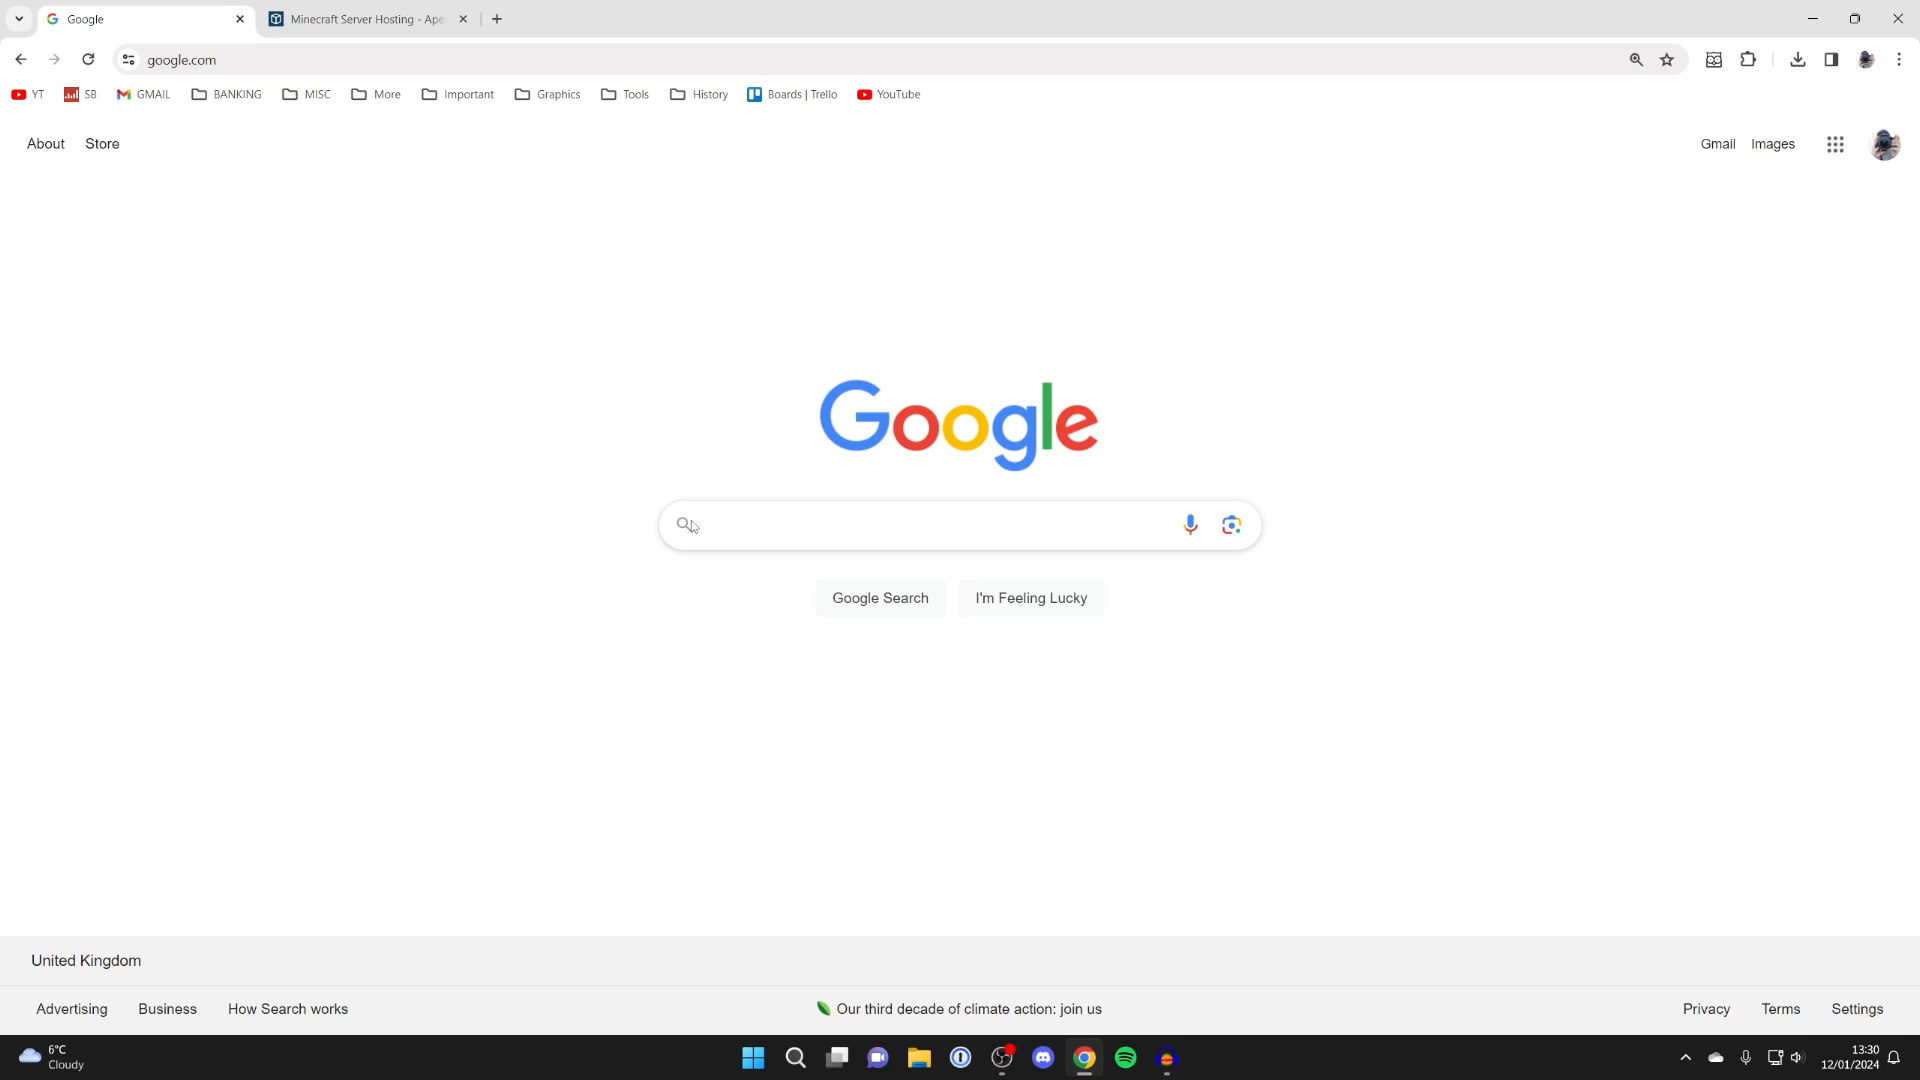 Google
Minecraft Server Hosting - Ape
google.com
YT
SB
GMAIL
BANKING
MISC
More
Important
Graphics
Tools
History
Boards | Trello
YouTube
About
Store
Gmail
Images
Google
Google Search
I'm Feeling Lucky
United Kingdom
Advertising
Business
How Search works
Our third decade of climate action: join us
Privacy
Terms
Settings
6°C
Cloudy
13:30
12/01/2024